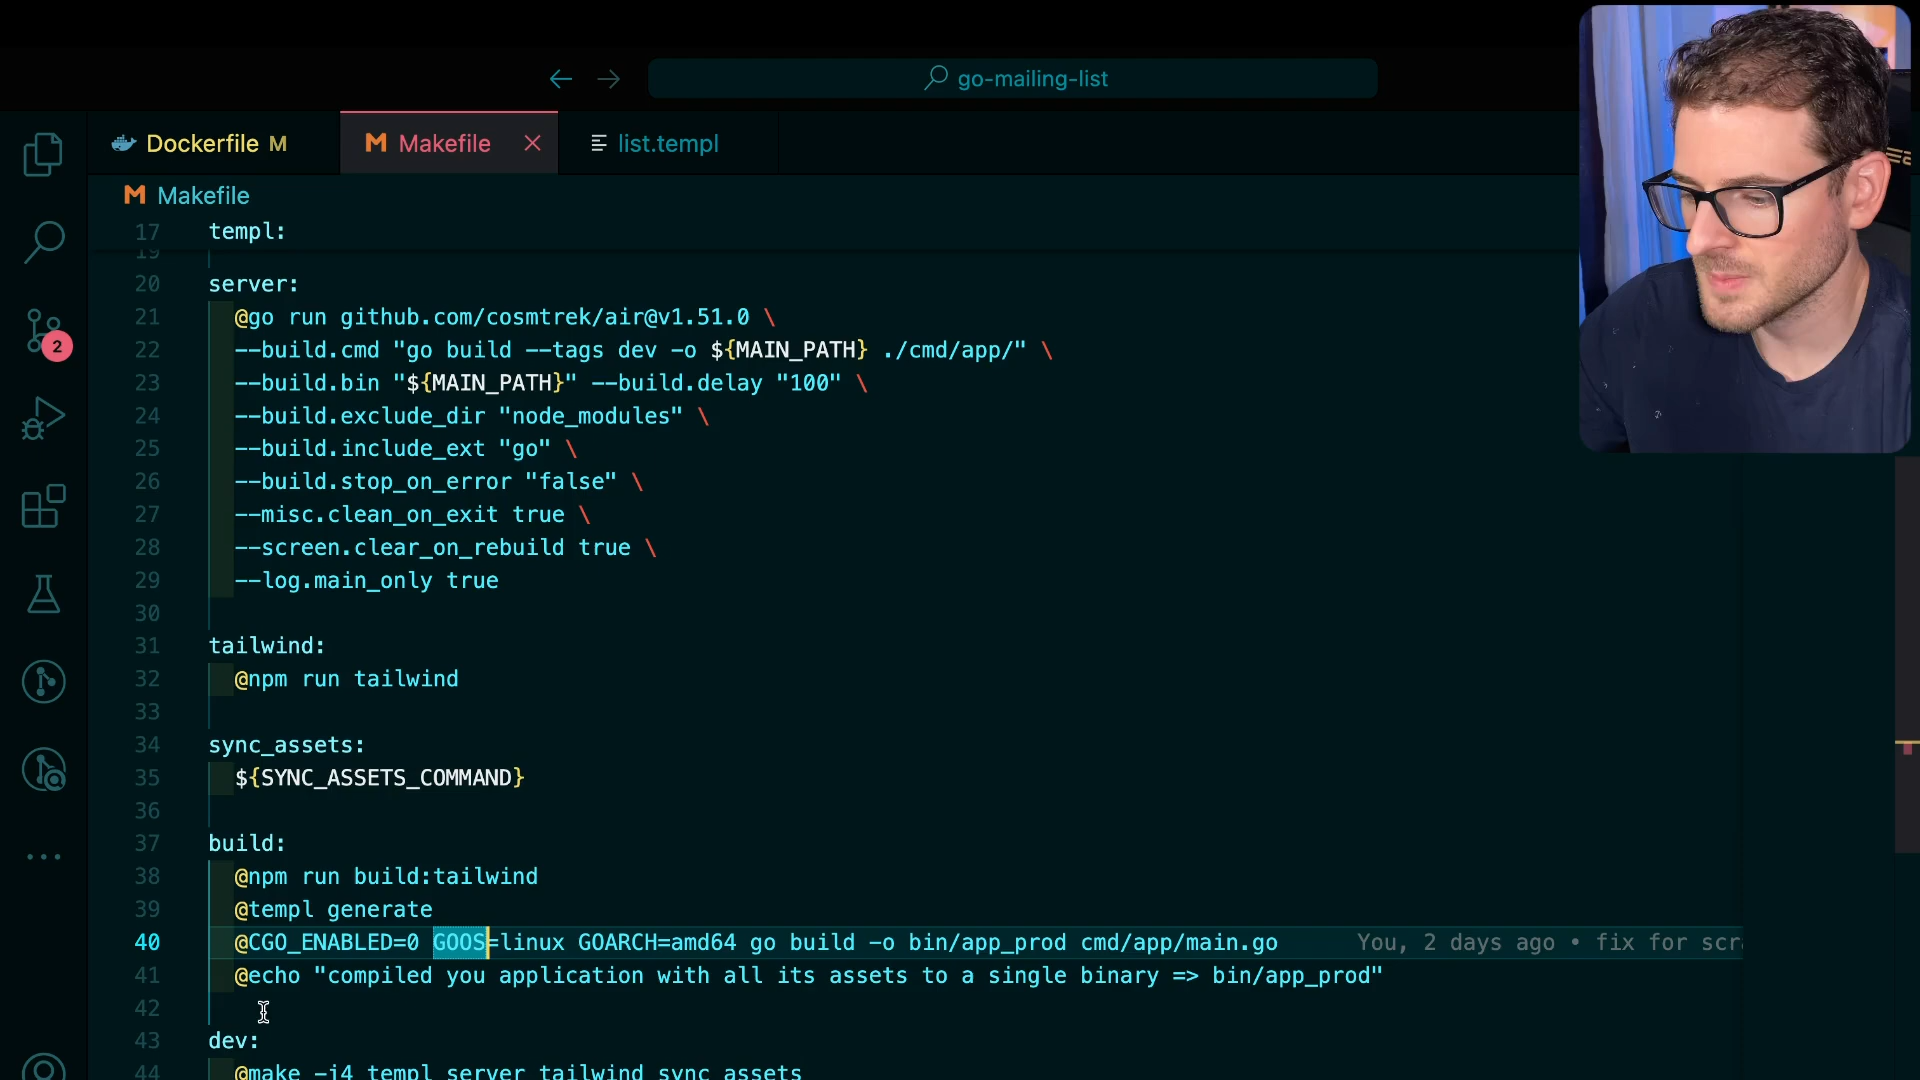 go-mailing-list
Dockerfile M
Makefile
list.templ
Makefile
17 templ:
19
20 server:
21 @go run github.com/cosmtrek/air@v1.51.0 \
22 --build.cmd "go build --tags dev -o ${MAIN_PATH} ./cmd/app/" \
23 --build.bin "${MAIN_PATH}" --build.delay "100" \
24 --build.exclude_dir "node_modules" \
25 --build.include_ext "go" \
26 --build.stop_on_error "false" \
27 --misc.clean_on_exit true \
28 --screen.clear_on_rebuild true \
29 --log.main_only true
30
31 tailwind:
32 @npm run tailwind
33
34 sync_assets:
35 ${SYNC_ASSETS_COMMAND}
36
37 build:
38 @npm run build:tailwind
39 @templ generate
40 @CGO_ENABLED=0 GOOS=linux GOARCH=amd64 go build -o bin/app_prod cmd/app/main.go You, 2 days ago • fix for scr
41 @echo "compiled you application with all its assets to a single binary => bin/app_prod"
42
43 dev:
44 @make -j4 templ server tailwind sync_assets
2